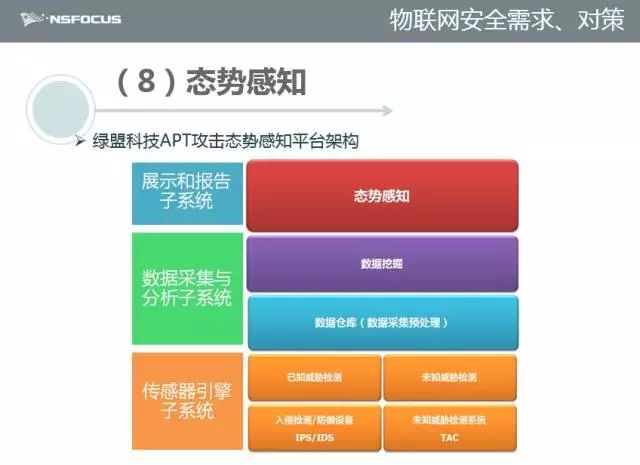 NSFOCUS
物联网安全需求、对策
（8）态势感知
➢ 绿盟科技APT攻击态势感知平台架构
展示和报告
子系统
态势感知
数据采集与
分析子系统
数据挖掘
数据仓库（数据采集预处理）
传感器引擎
子系统
已知威胁检测
未知威胁检测
入侵检测/防御设备
IPS/IDS
未知威胁检测系统
TAC